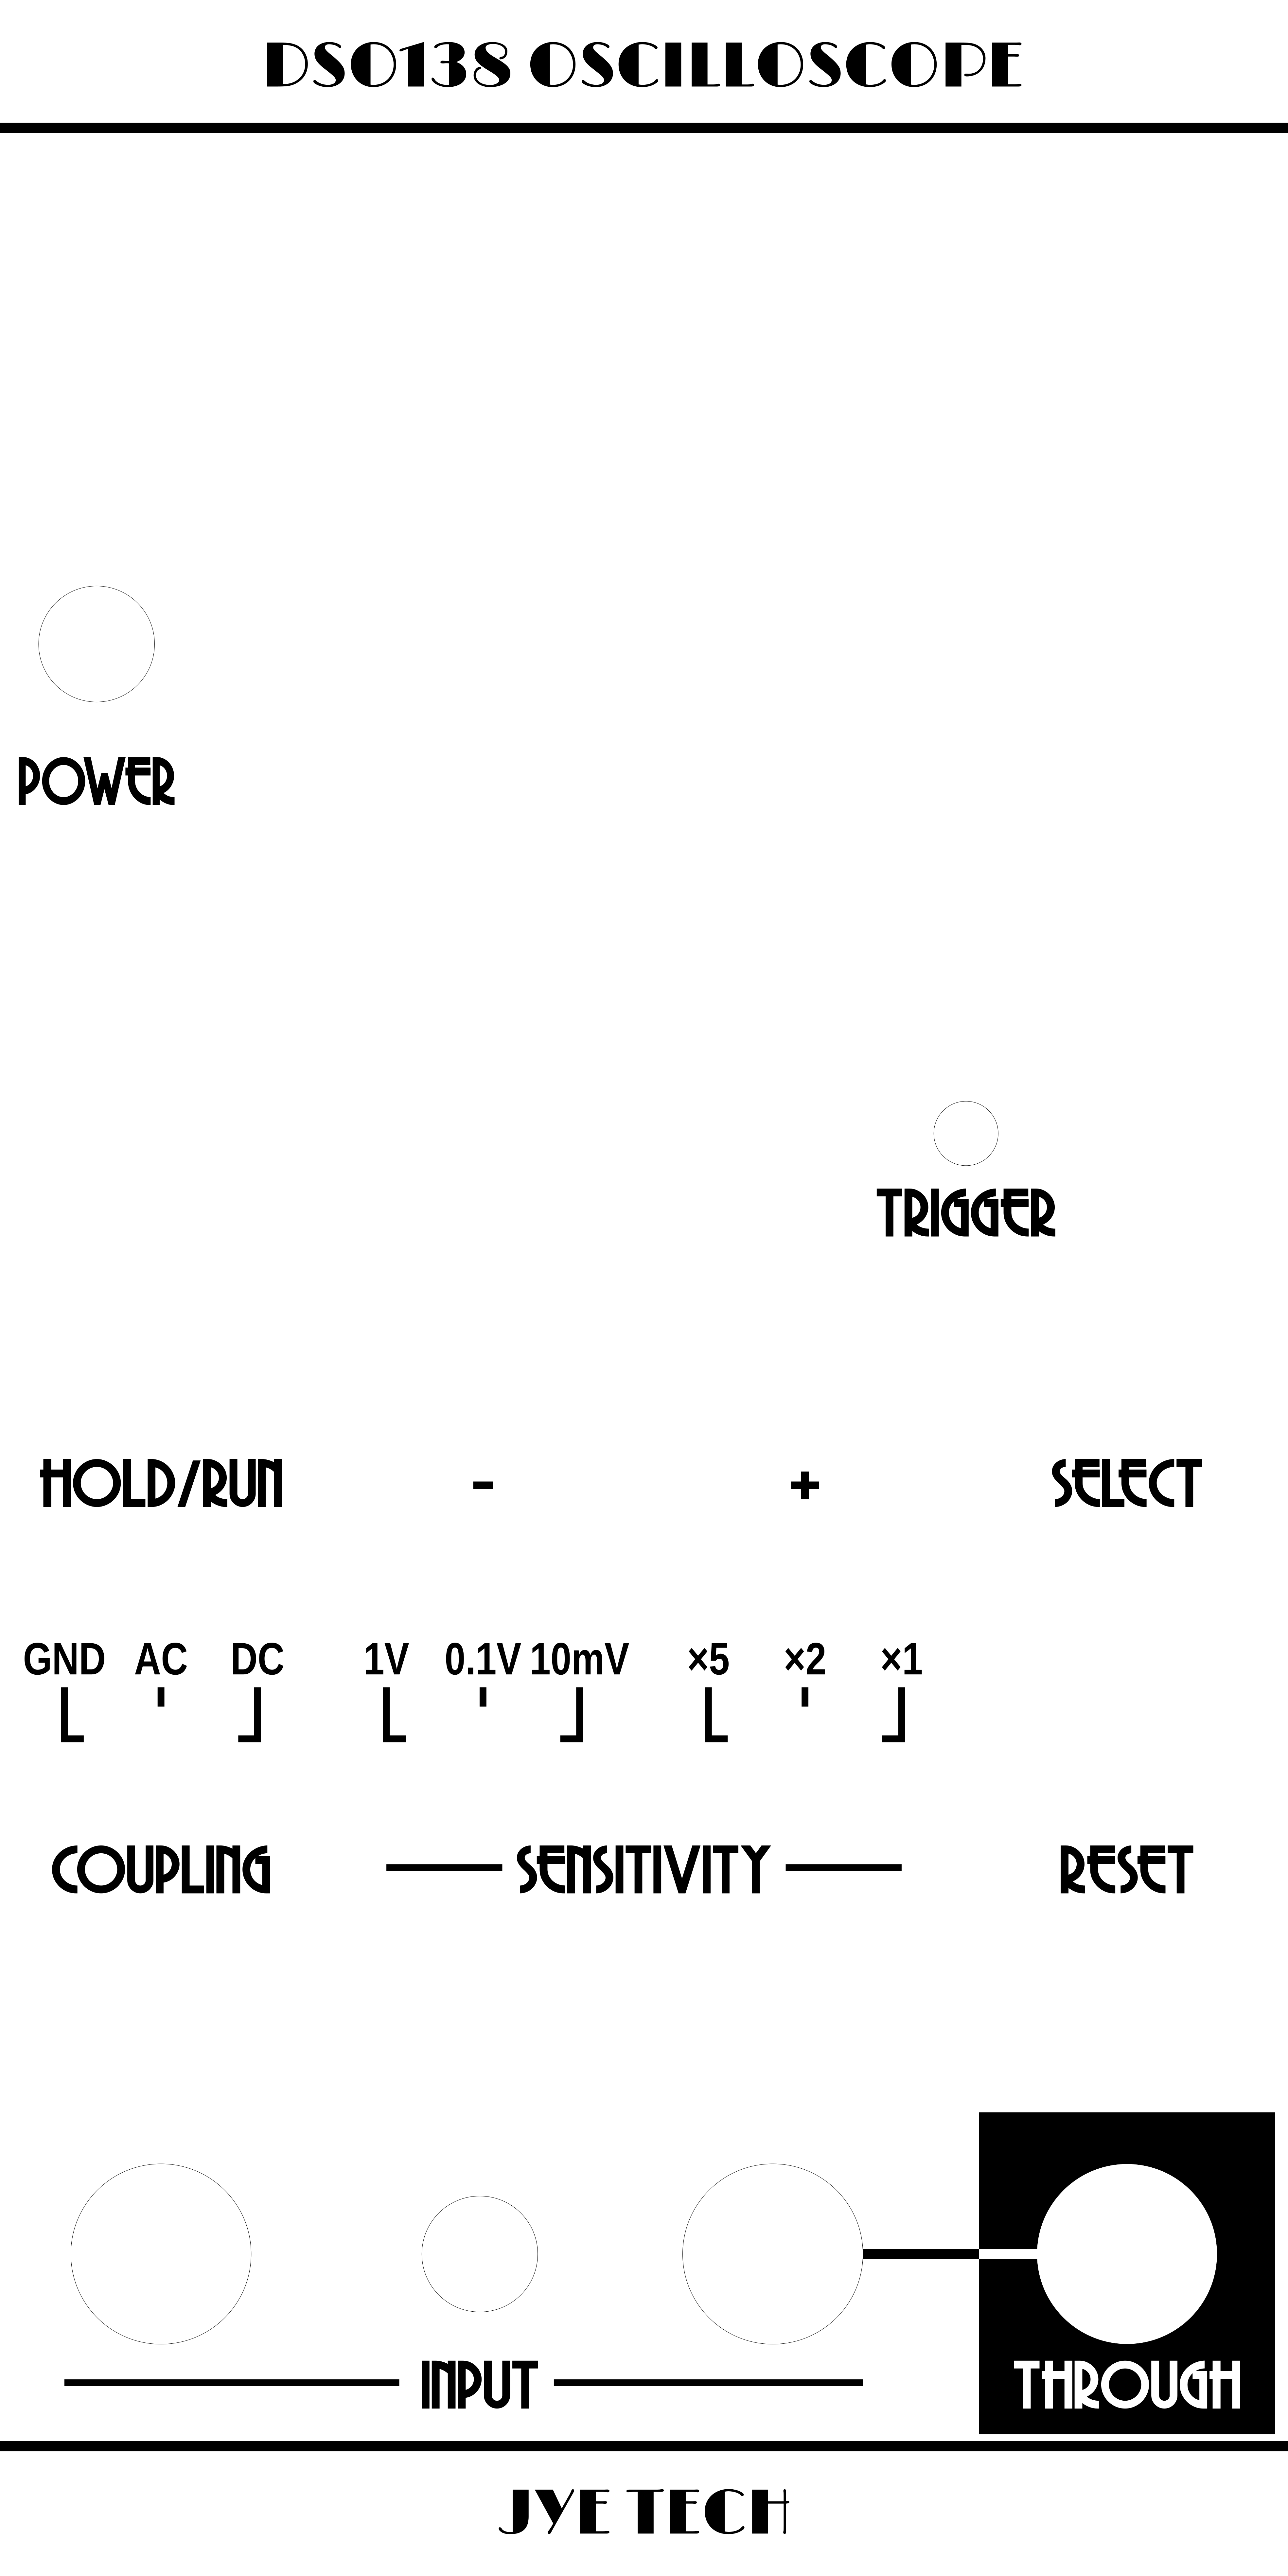 DSO138 OSCILLOSCOPE
POWER
TRIGGER
HOLD/RUN - + SELECT
GND AC DC 1V 0.1V 10mV ×5 ×2 ×1
COUPLING SENSITIVITY RESET
INPUT THROUGH
JYE TECH